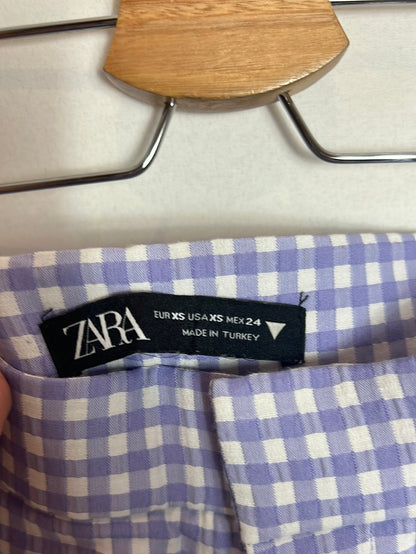 ZARA
EUR XS USA XS MEX 24
MADE IN TURKEY